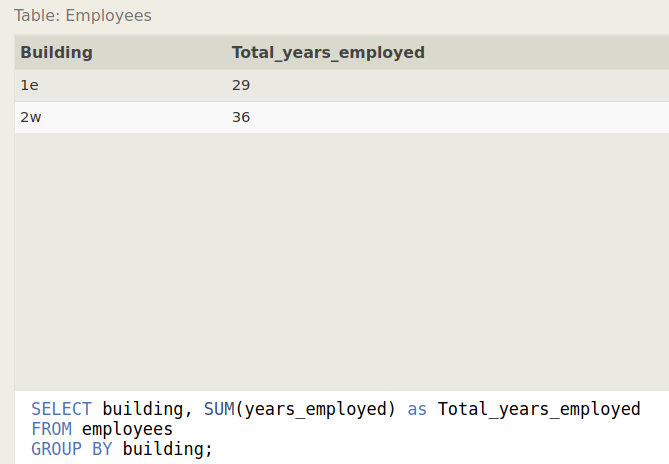 Table: Employees
Building Total_years_employed
1e 29
2w 36
SELECT building, SUM(years_employed) as Total_years_employed
FROM employees
GROUP BY building;